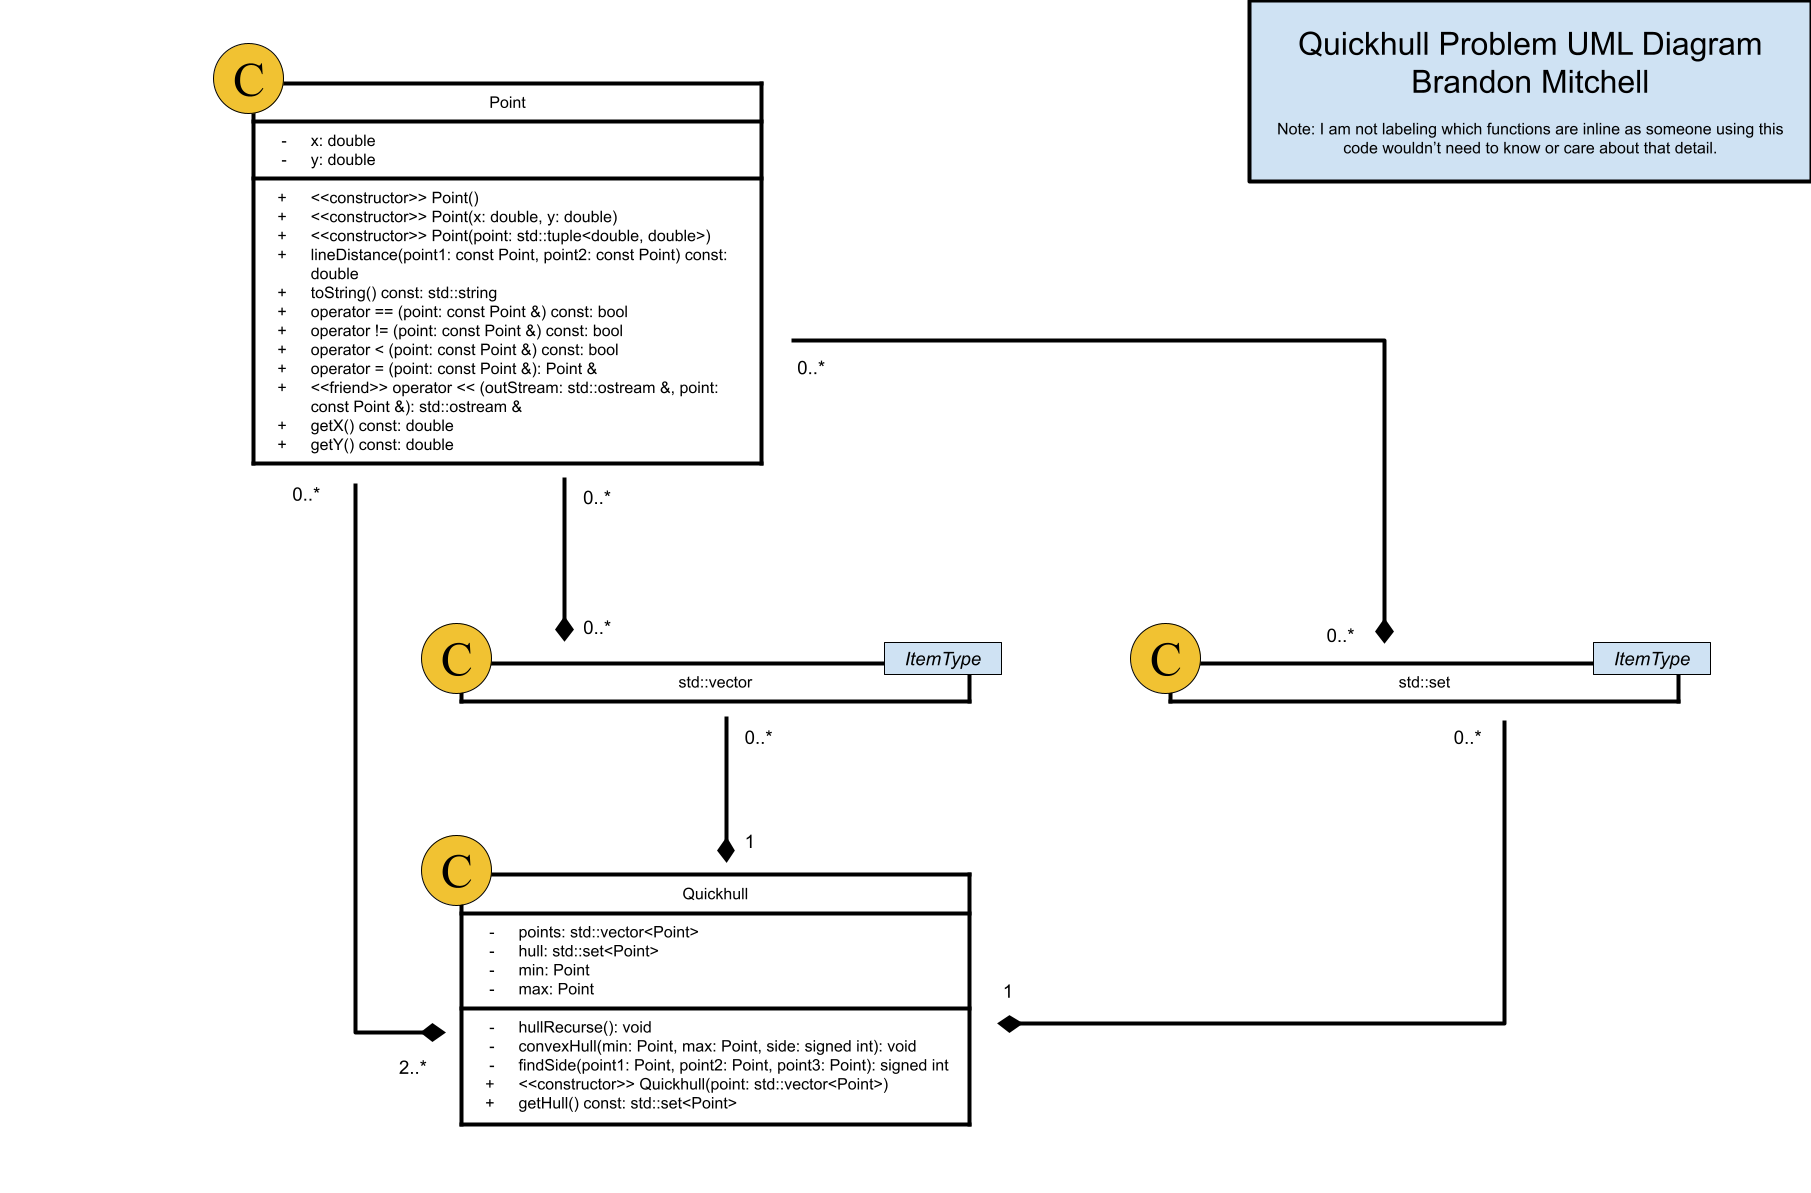 Quickhull Problem UML Diagram
Brandon Mitchell
Note: I am not labeling which functions are inline as someone using this
code wouldn’t need to know or care about that detail.
C
Point
- x: double
- y: double
+ <<constructor>> Point()
+ <<constructor>> Point(x: double, y: double)
+ <<constructor>> Point(point: std::tuple<double, double>)
+ lineDistance(point1: const Point, point2: const Point) const:
double
+ toString() const: std::string
+ operator == (point: const Point &) const: bool
+ operator != (point: const Point &) const: bool
+ operator < (point: const Point &) const: bool
+ operator = (point: const Point &): Point &
+ <<friend>> operator << (outStream: std::ostream &, point:
const Point &): std::ostream &
+ getX() const: double
+ getY() const: double
0..*
0..*
0..*
0..*
0..*
C
ItemType
std::vector
C
ItemType
std::set
0..*
0..*
1
C
Quickhull
- points: std::vector<Point>
- hull: std::set<Point>
- min: Point
- max: Point
- hullRecurse(): void
- convexHull(min: Point, max: Point, side: signed int): void
- findSide(point1: Point, point2: Point, point3: Point): signed int
+ <<constructor>> Quickhull(point: std::vector<Point>)
+ getHull() const: std::set<Point>
1
2..*